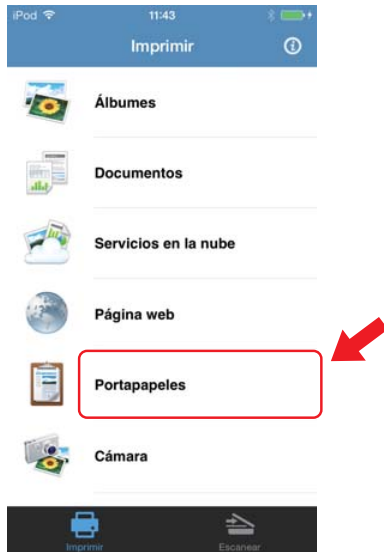 iPod 11:43
Imprimir
Álbumes
Documentos
Servicios en la nube
Página web
Portapapeles
Cámara
Imprimir Escanear